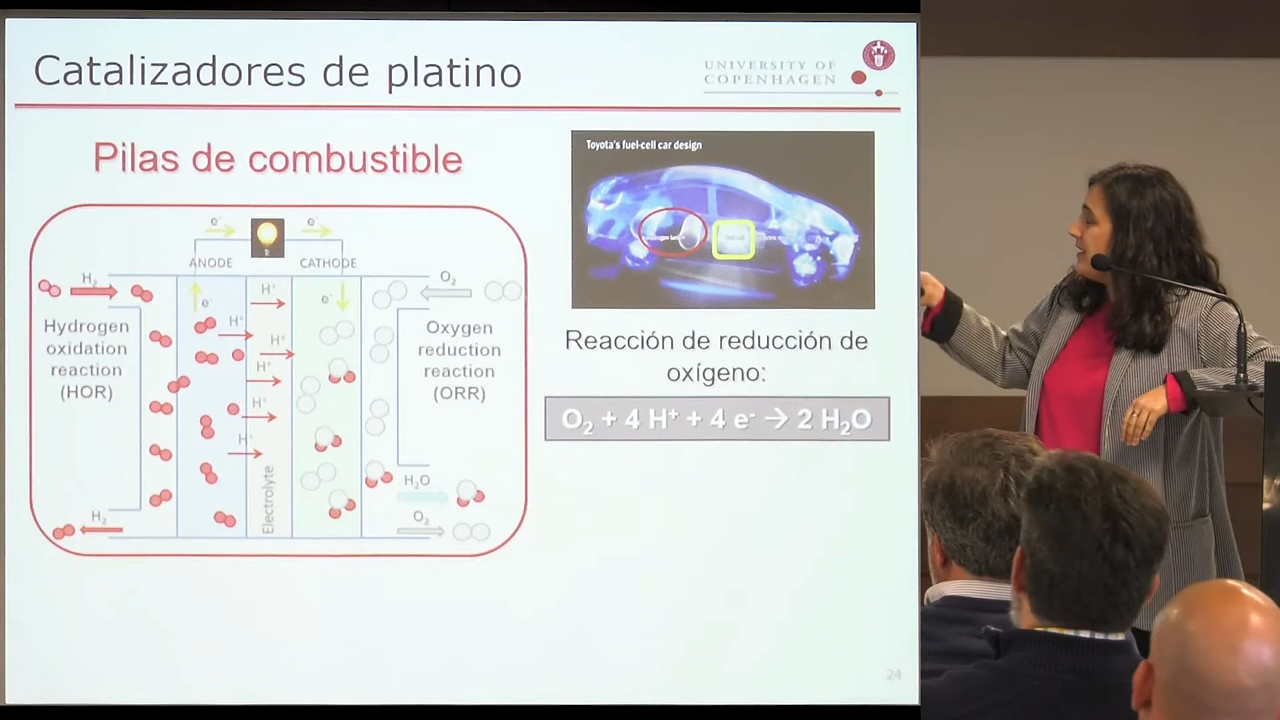 Catalizadores de platino
UNIVERSITY OF
COPENHAGEN
Pilas de combustible
Toyota's fuel-cell car design
e⁻
e⁻
ANODE
CATHODE
H₂
H⁺
O₂
e⁻
e⁻
Hydrogen
oxidation
reaction
(HOR)
H⁺
H⁺
H⁺
H⁺
H⁺
Electrolyte
Oxygen
reduction
reaction
(ORR)
H₂O
H₂
O₂
Reacción de reducción de
oxígeno:
O₂ + 4 H⁺ + 4 e⁻ → 2 H₂O
24